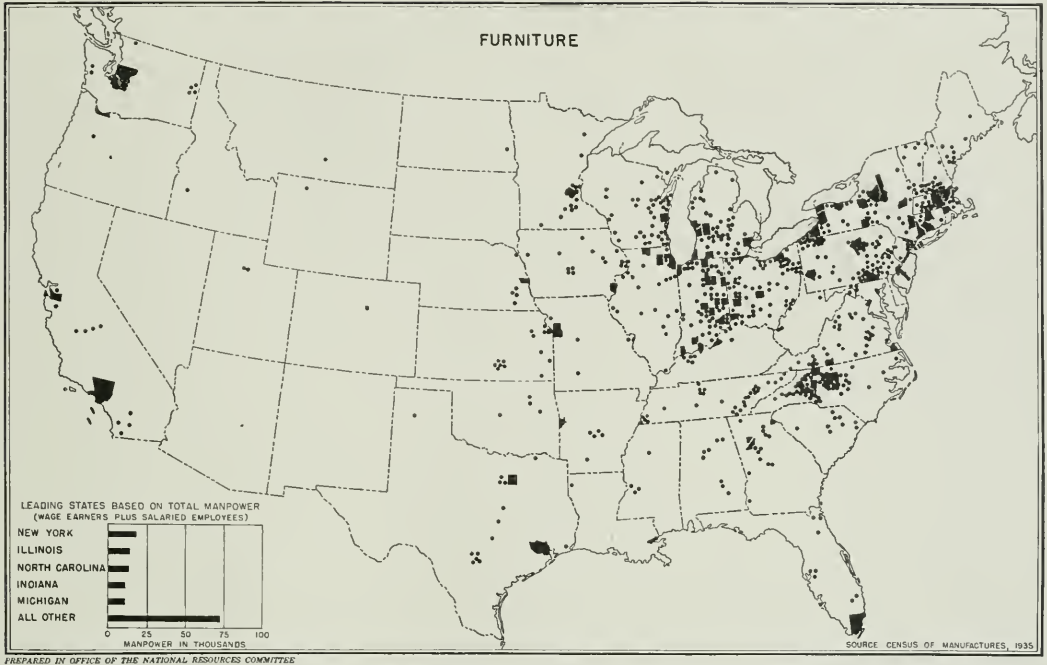 FURNITURE
LEADING STATES BASED ON TOTAL MANPOWER
(WAGE EARNERS PLUS SALARIED EMPLOYEES)
NEW YORK
ILLINOIS
NORTH CAROLINA
INDIANA
MICHIGAN
ALL OTHER
0 25 50 75 100
MANPOWER IN THOUSANDS
SOURCE CENSUS OF MANUFACTURES, 1935
PREPARED IN OFFICE OF THE NATIONAL RESOURCES COMMITTEE